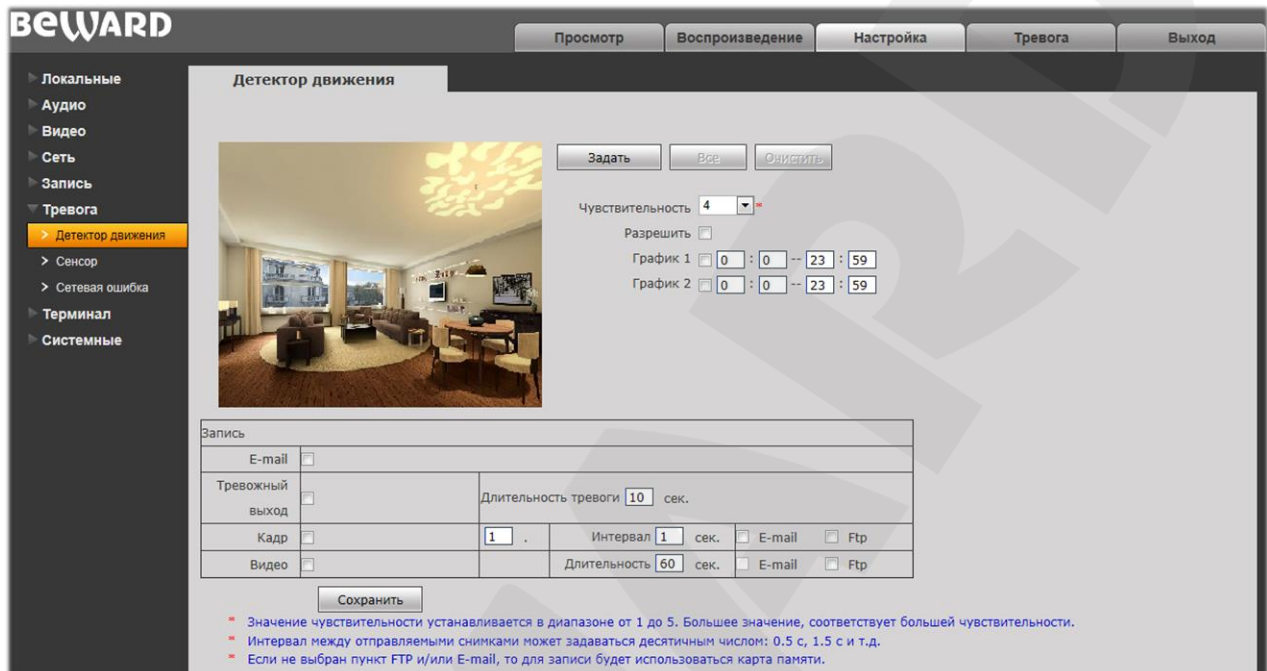 BEWARD
Просмотр Воспроизведение Настройка Тревога Выход
Локальные
Аудио
Видео
Сеть
Запись
Тревога
> Детектор движения
> Сенсор
> Сетевая ошибка
Терминал
Системные
Детектор движения
Задать Все Очистить
Чувствительность 4 *
Разрешить
График 1 0 : 0 -- 23 : 59
График 2 0 : 0 -- 23 : 59
Запись
E-mail
Тревожный выход Длительность тревоги 10 сек.
Кадр 1 . Интервал 1 сек. E-mail Ftp
Видео Длительность 60 сек. E-mail Ftp
Сохранить
* Значение чувствительности устанавливается в диапазоне от 1 до 5. Большее значение, соответствует большей чувствительности.
* Интервал между отправляемыми снимками может задаваться десятичным числом: 0.5 с, 1.5 с и т.д.
* Если не выбран пункт FTP и/или E-mail, то для записи будет использоваться карта памяти.